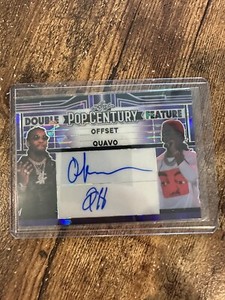 DOUBLE POP CENTURY FEATURE
OFFSET
QUAVO